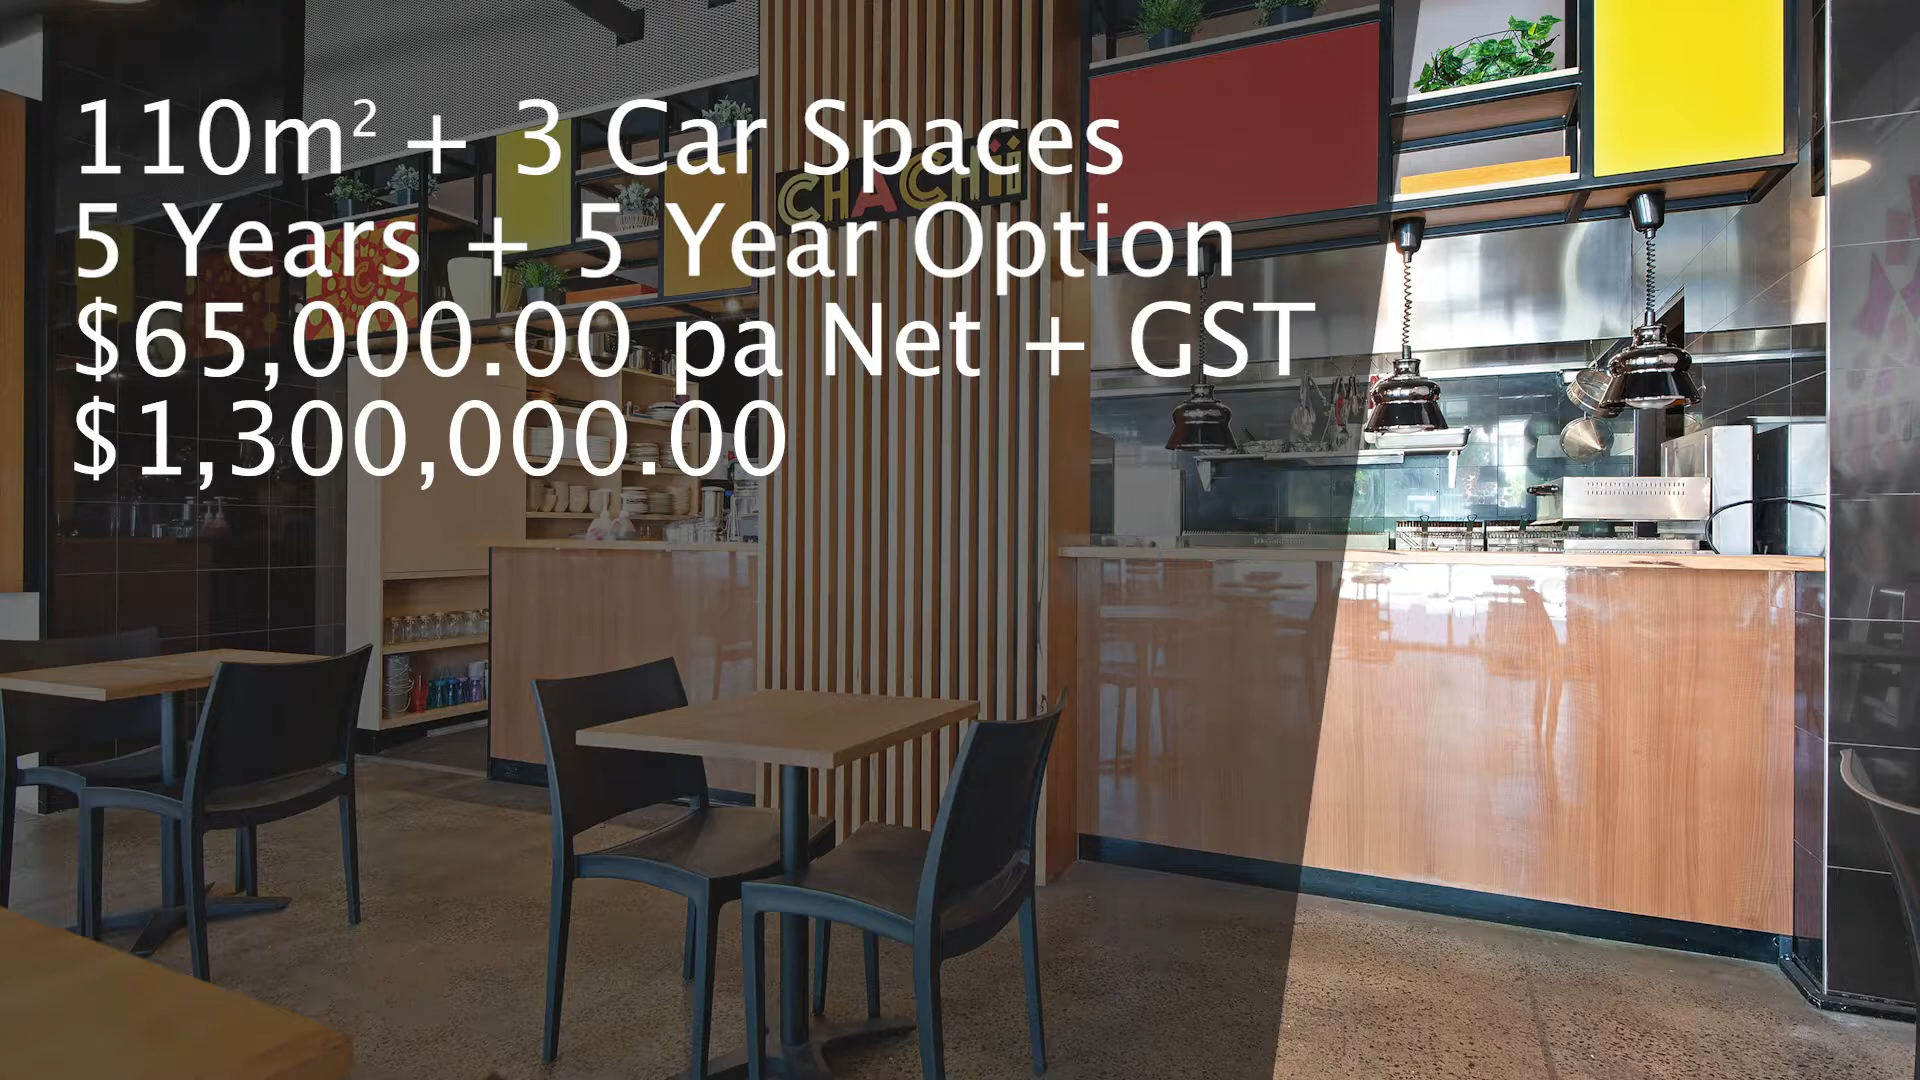 110m² + 3 Car Spaces
5 Years + 5 Year Option
$65,000.00 pa Net + GST
$1,300,000.00
CHACHii